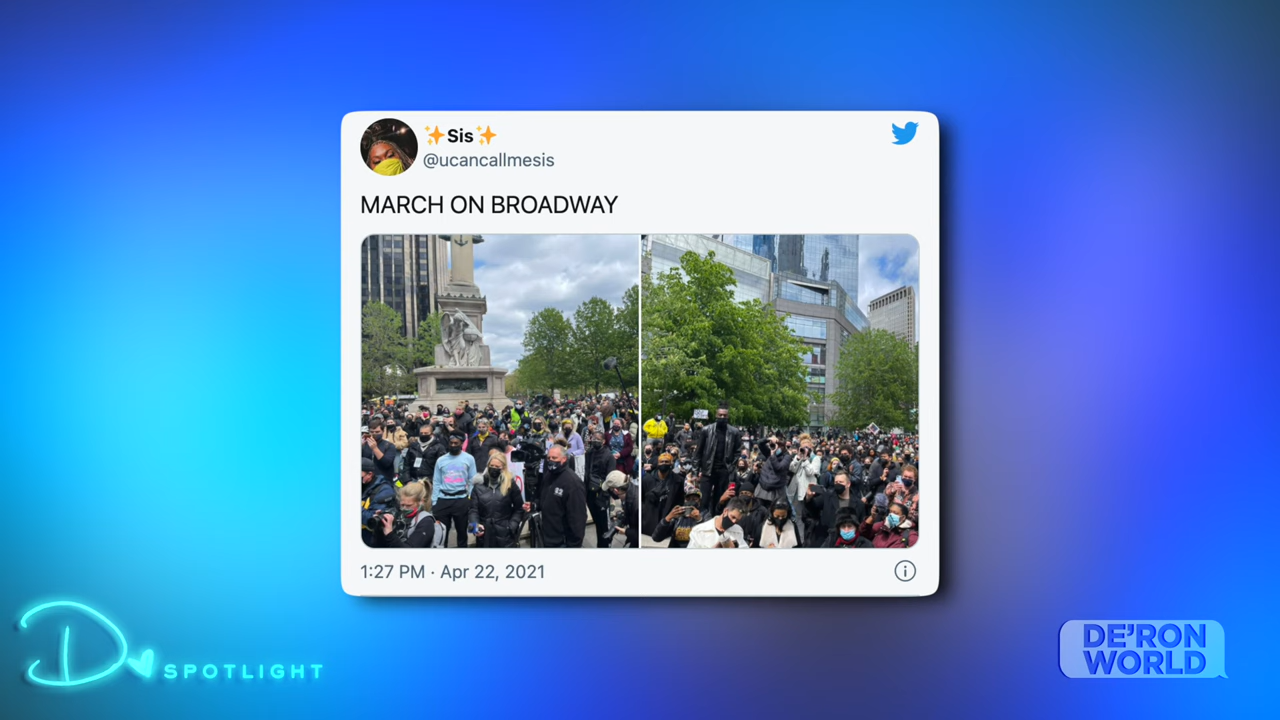 ✨Sis✨
@ucancallmesis
MARCH ON BROADWAY
1:27 PM · Apr 22, 2021
D SPOTLIGHT
DE'RON
WORLD